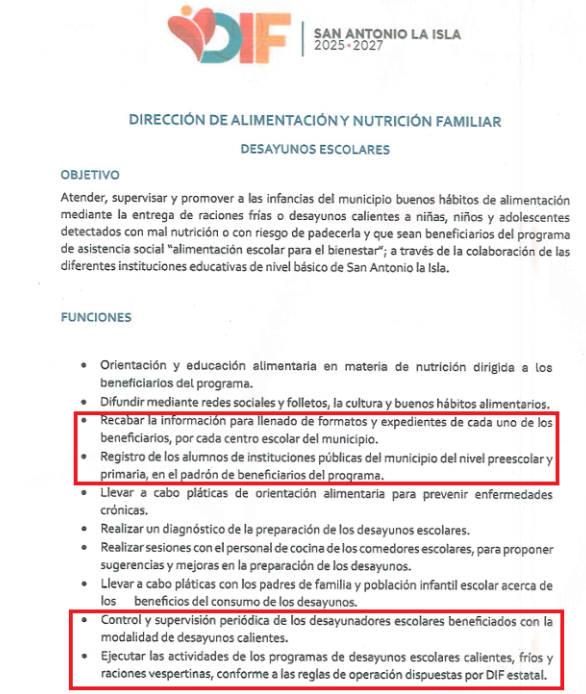 DIF
SAN ANTONIO LA ISLA
2025•2027
DIRECCIÓN DE ALIMENTACIÓN Y NUTRICIÓN FAMILIAR
DESAYUNOS ESCOLARES
OBJETIVO
Atender, supervisar y promover a las infancias del municipio buenos hábitos de alimentación
mediante la entrega de raciones frías o desayunos calientes a niñas, niños y adolescentes
detectados con mal nutrición o con riesgo de padecerla y que sean beneficiarios del programa
de asistencia social "alimentación escolar para el bienestar"; a través de la colaboración de las
diferentes instituciones educativas de nivel básico de San Antonio la Isla.
FUNCIONES
• Orientación y educación alimentaria en materia de nutrición dirigida a los
beneficiarios del programa.
• Difundir mediante redes sociales y folletos, la cultura y buenos hábitos alimentarios.
• Recabar la información para llenado de formatos y expedientes de cada uno de los
beneficiarios, por cada centro escolar del municipio.
• Registro de los alumnos de instituciones públicas del municipio del nivel preescolar y
primaria, en el padrón de beneficiarios del programa.
• Llevar a cabo pláticas de orientación alimentaria para prevenir enfermedades
crónicas.
• Realizar un diagnóstico de la preparación de los desayunos escolares.
• Realizar sesiones con el personal de cocina de los comedores escolares, para proponer
sugerencias y mejoras en la preparación de los desayunos.
• Llevar a cabo pláticas con los padres de familia y población infantil escolar acerca de
los beneficios del consumo de los desayunos.
• Control y supervisión periódica de los desayunadores escolares beneficiados con la
modalidad de desayunos calientes.
• Ejecutar las actividades de los programas de desayunos escolares calientes, fríos y
raciones vespertinas, conforme a las reglas de operación dispuestas por DIF estatal.